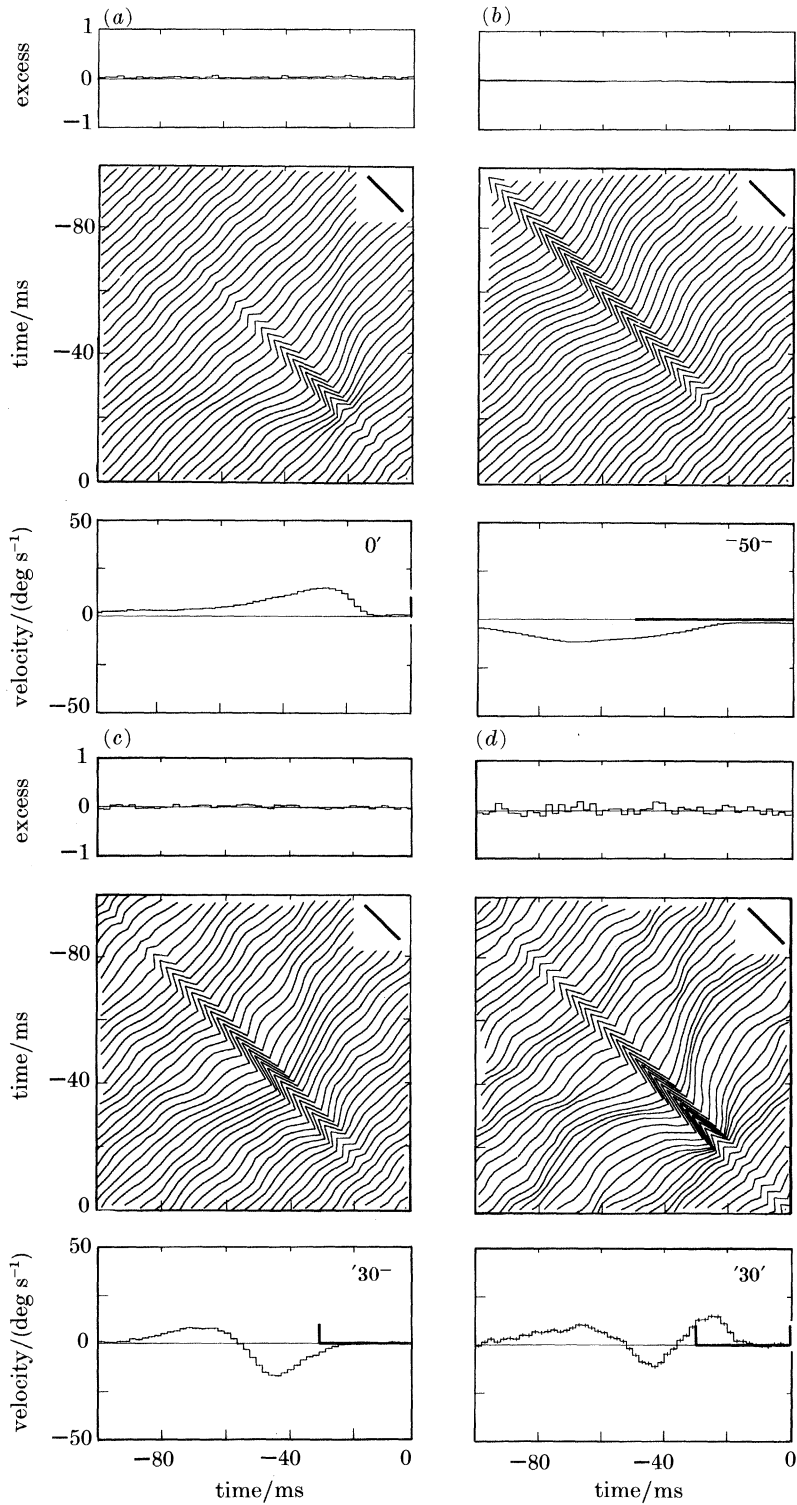 (a)
(b)
excess
1
0
−1
time/ms
−80
−40
0
velocity/(deg s⁻¹)
50
0
−50
0′
⁻50⁻
(c)
(d)
excess
1
0
−1
time/ms
−80
−40
0
velocity/(deg s⁻¹)
50
0
−50
′30⁻
′30′
−80
−40
0
−80
−40
0
time/ms
time/ms